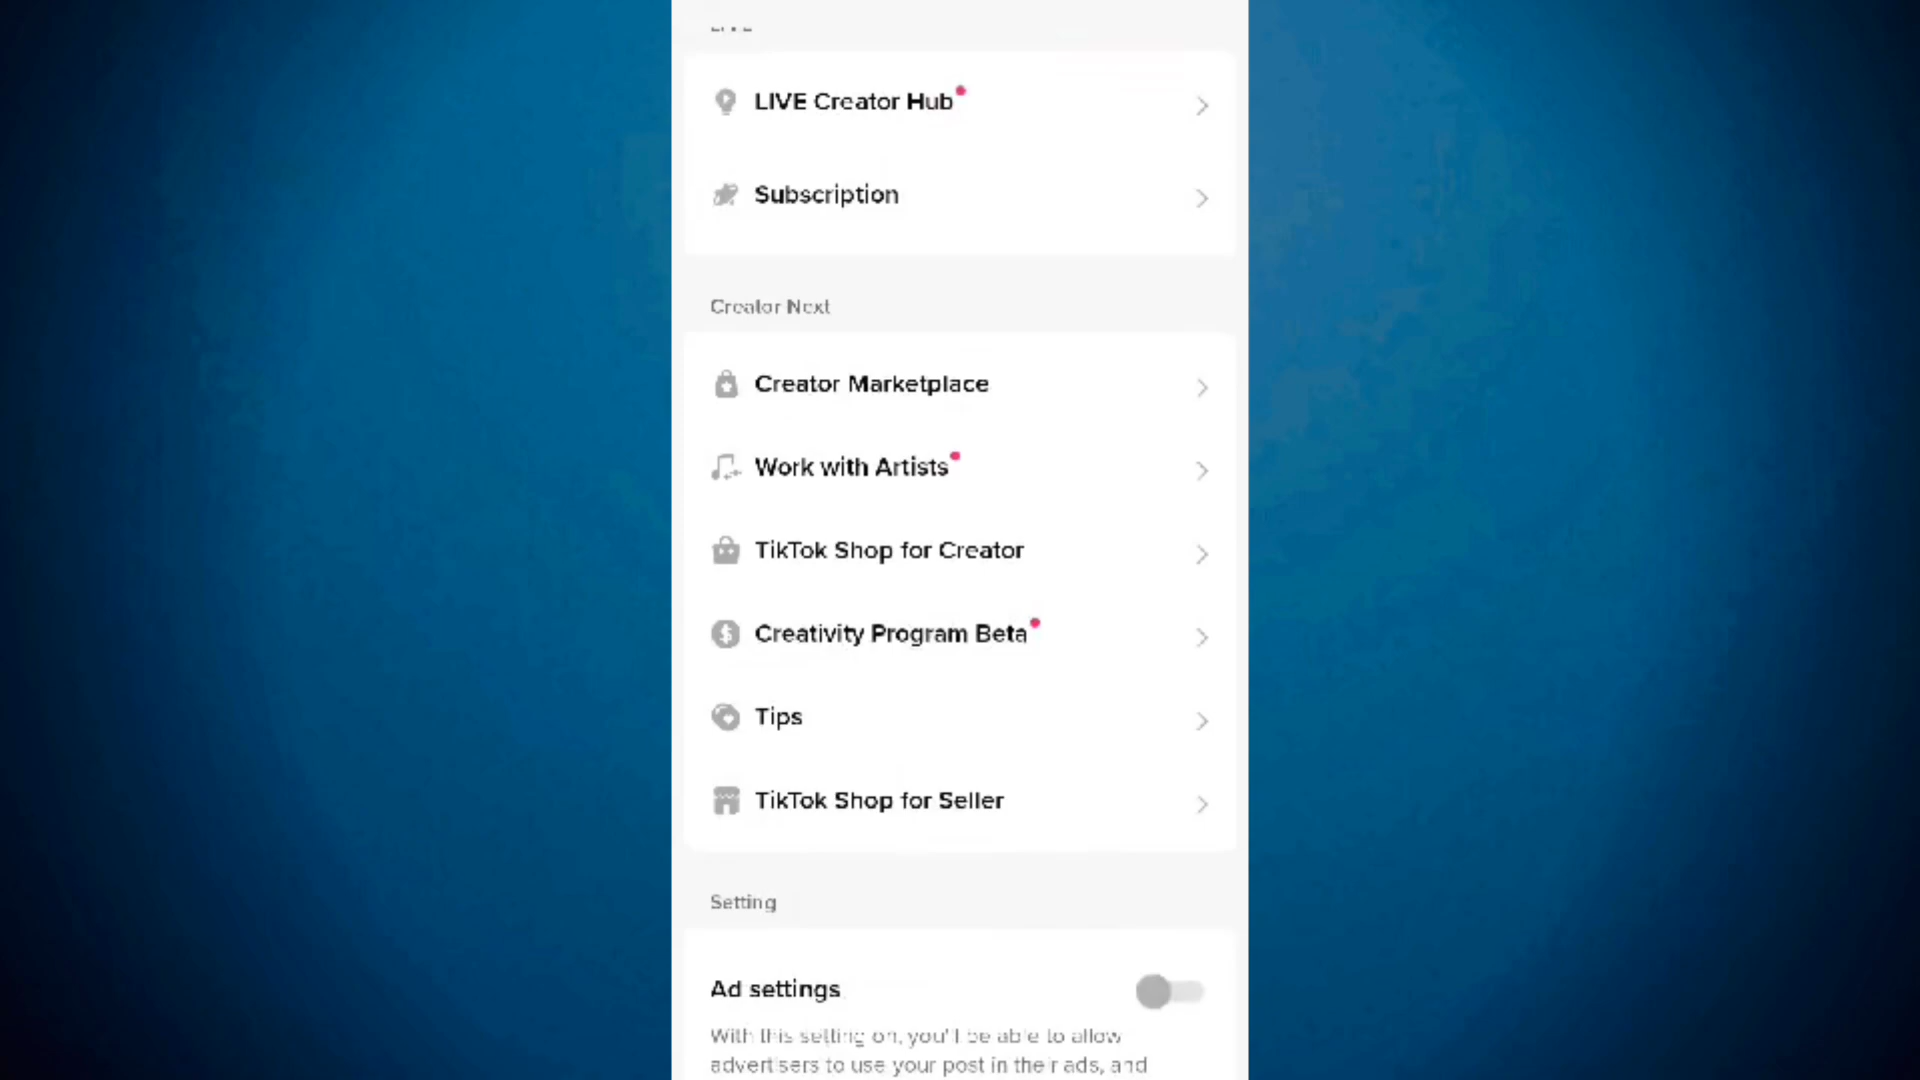 LIVE
LIVE Creator Hub
Subscription
Creator Next
Creator Marketplace
Work with Artists
TikTok Shop for Creator
Creativity Program Beta
Tips
TikTok Shop for Seller
Setting
Ad settings
With this setting on, you'll be able to allow
advertisers to use your post in their ads, and